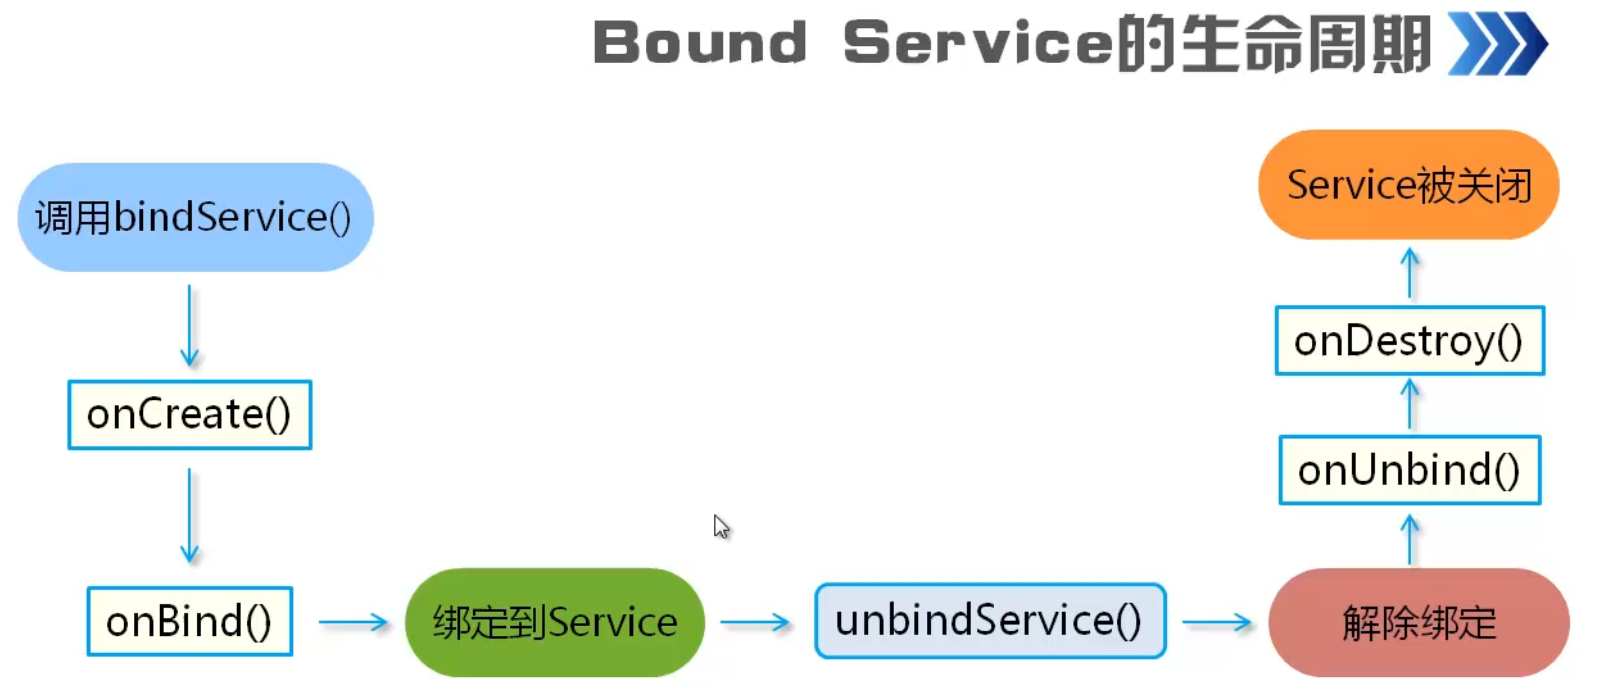 Bound Service的生命周期
调用bindService()
onCreate()
onBind()
绑定到Service
unbindService()
解除绑定
onUnbind()
onDestroy()
Service被关闭